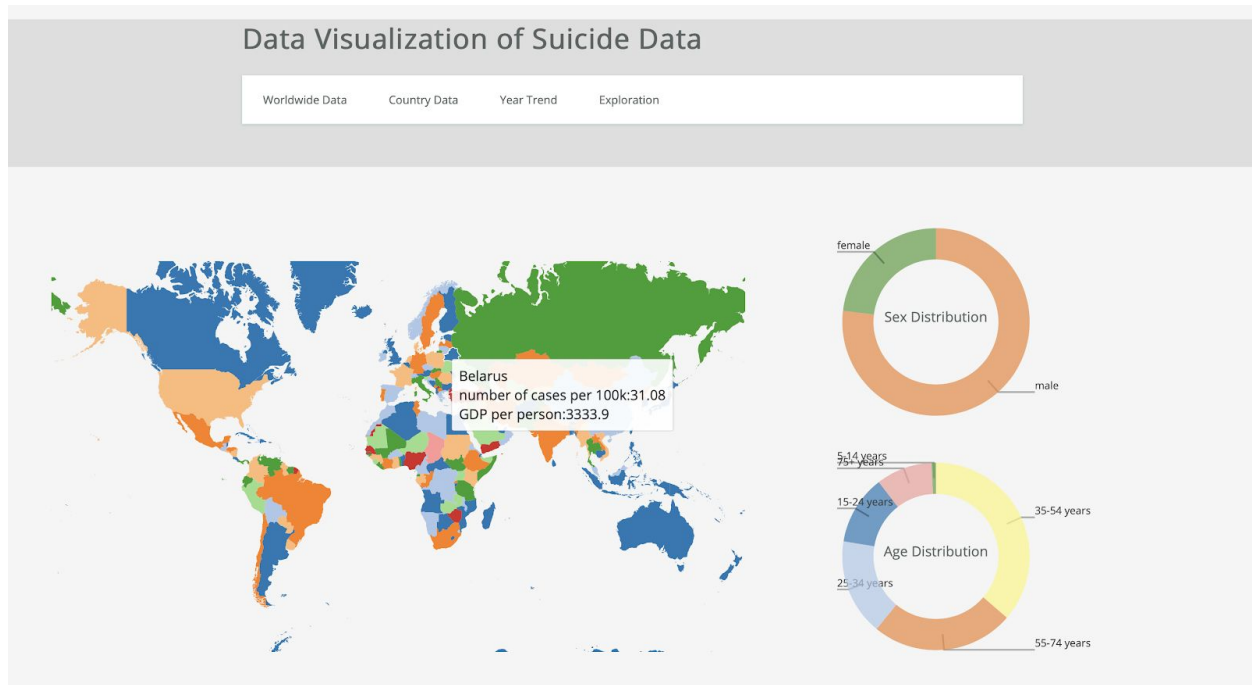 Data Visualization of Suicide Data
Worldwide Data Country Data Year Trend Exploration
Belarus
number of cases per 100k:31.08
GDP per person:3333.9
female
Sex Distribution
male
5-14 years
75+ years
15-24 years
35-54 years
Age Distribution
25-34 years
55-74 years